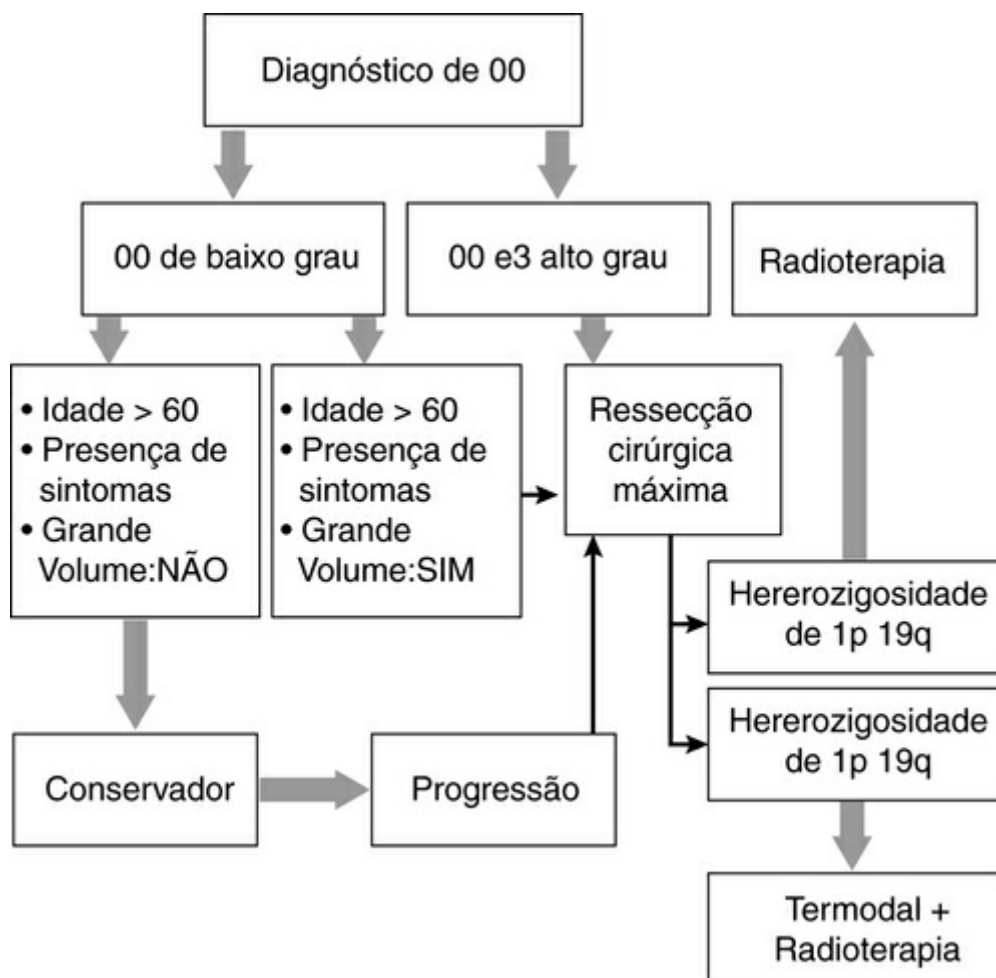 Diagnóstico de 00
00 de baixo grau
00 e3 alto grau
Radioterapia
• Idade > 60
• Presença de
sintomas
• Grande
Volume:NÃO
• Idade > 60
• Presença de
sintomas
• Grande
Volume:SIM
Ressecção
cirúrgica
máxima
Hererozigosidade
de 1p 19q
Hererozigosidade
de 1p 19q
Conservador
Progressão
Termodal +
Radioterapia